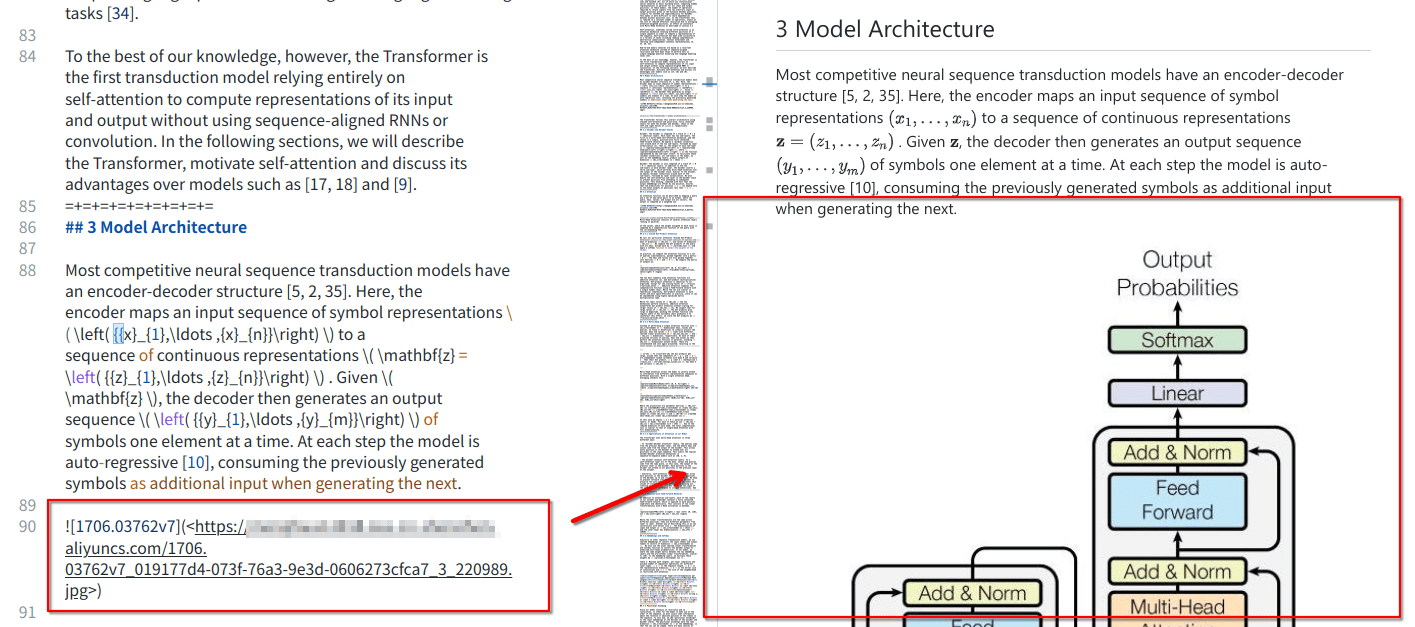 tasks [34].
83
84 To the best of our knowledge, however, the Transformer is
the first transduction model relying entirely on
self-attention to compute representations of its input
and output without using sequence-aligned RNNs or
convolution. In the following sections, we will describe
the Transformer, motivate self-attention and discuss its
advantages over models such as [17, 18] and [9].
85 =+=+=+=+=+=+=+=
86 ## 3 Model Architecture
87
88 Most competitive neural sequence transduction models have
an encoder-decoder structure [5, 2, 35]. Here, the
encoder maps an input sequence of symbol representations \
( \left( {{x}_{1},\ldots ,{x}_{n}}\right) \) to a
sequence of continuous representations \( \mathbf{z} =
\left( {{z}_{1},\ldots ,{z}_{n}}\right) \) . Given \(
\mathbf{z} \), the decoder then generates an output
sequence \( \left( {{y}_{1},\ldots ,{y}_{m}}\right) \) of
symbols one element at a time. At each step the model is
auto-regressive [10], consuming the previously generated
symbols as additional input when generating the next.
89
90 ![1706.03762v7](<https:/
aliyuncs.com/1706.
03762v7_019177d4-073f-76a3-9e3d-0606273cfca7_3_220989.
jpg>)
91
3 Model Architecture
Most competitive neural sequence transduction models have an encoder-decoder
structure [5, 2, 35]. Here, the encoder maps an input sequence of symbol
representations (x₁, . . . , xₙ) to a sequence of continuous representations
z = (z₁, . . . , zₙ) . Given z, the decoder then generates an output sequence
(y₁, . . . , yₘ) of symbols one element at a time. At each step the model is auto-
regressive [10], consuming the previously generated symbols as additional input
when generating the next.
Output
Probabilities
Softmax
Linear
Add & Norm
Feed
Forward
Add & Norm
Add & Norm
Multi-Head
Feed
Attention